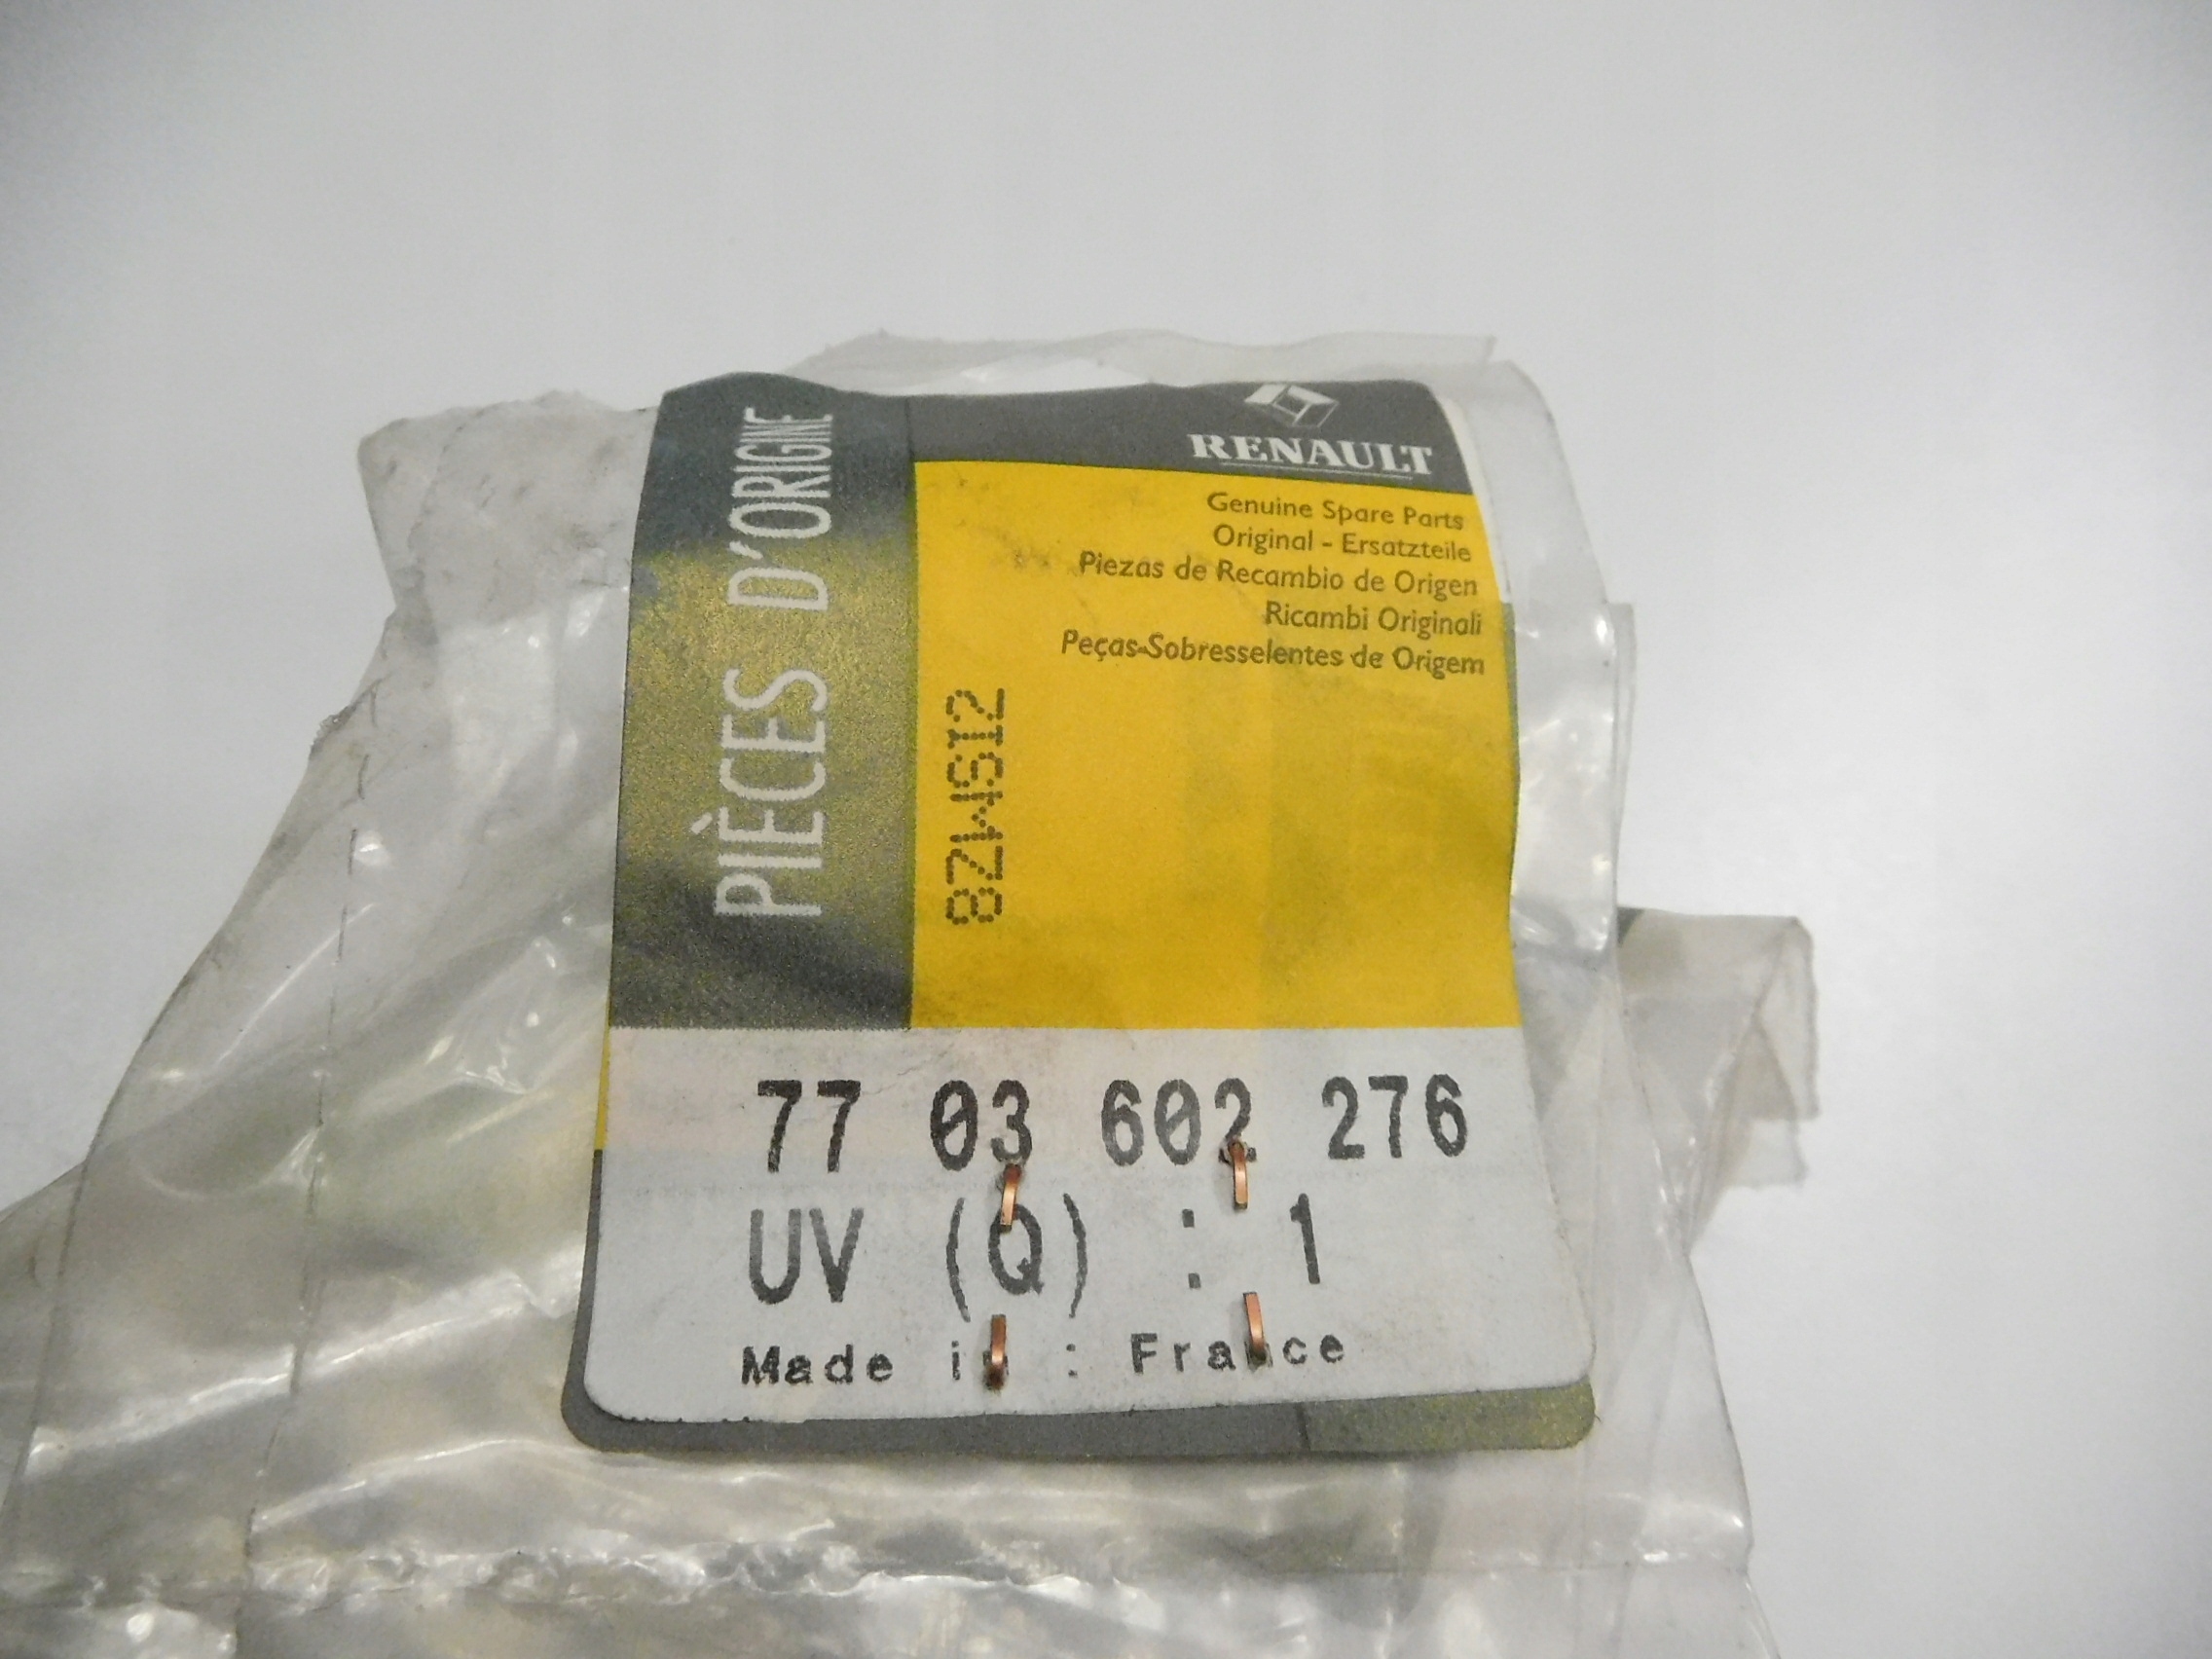 PIÈCES D'ORIGINE
RENAULT
Genuine Spare Parts
Original - Ersatzteile
Piezas de Recambio de Origen
Ricambi Originali
Peças-Sobresselentes de Origem
77 03 602 276
UV (Q) : 1
Made in : France